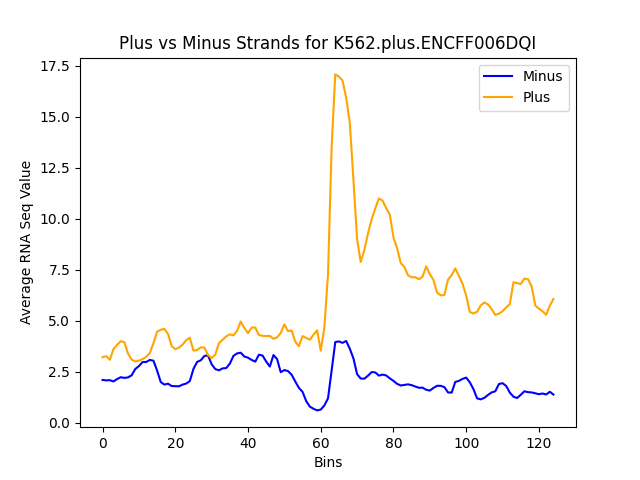 Plus vs Minus Strands for K562.plus.ENCFF006DQI
Minus
Plus
Average RNA Seq Value
17.5
15.0
12.5
10.0
7.5
5.0
2.5
0.0
0 20 40 60 80 100 120
Bins